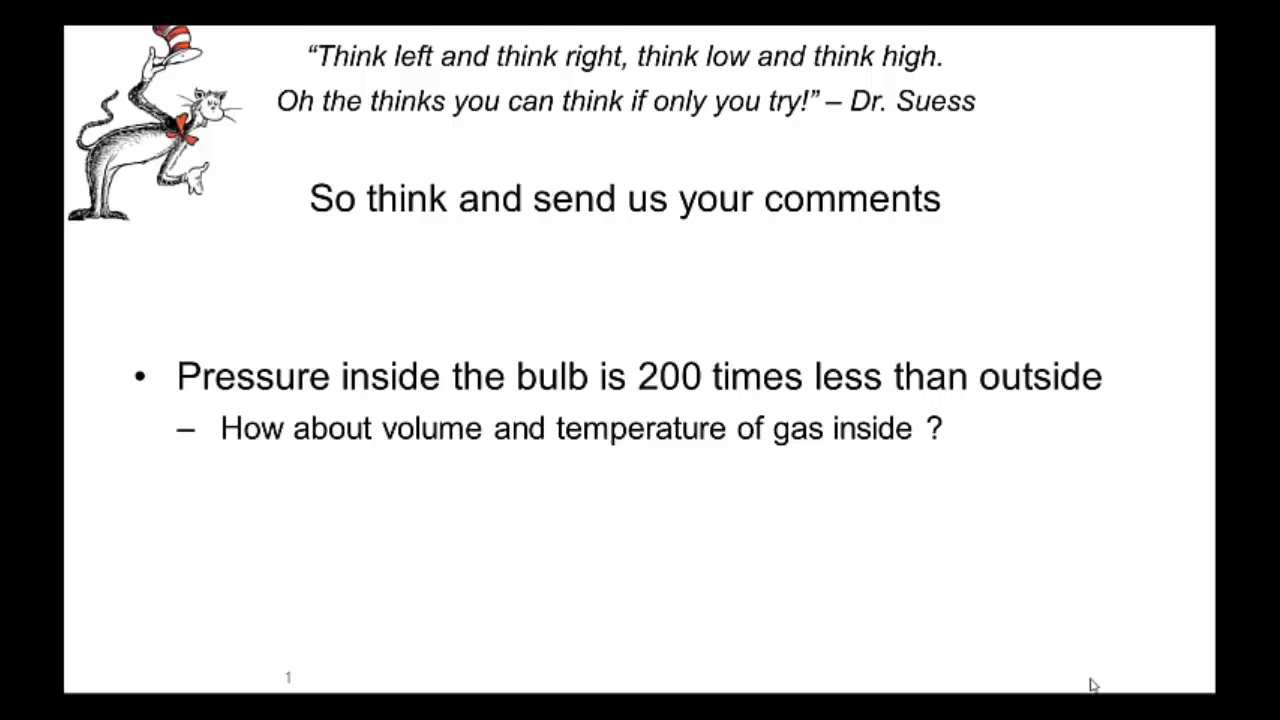 “Think left and think right, think low and think high.
Oh the thinks you can think if only you try!” – Dr. Suess
So think and send us your comments
• Pressure inside the bulb is 200 times less than outside
– How about volume and temperature of gas inside ?
1